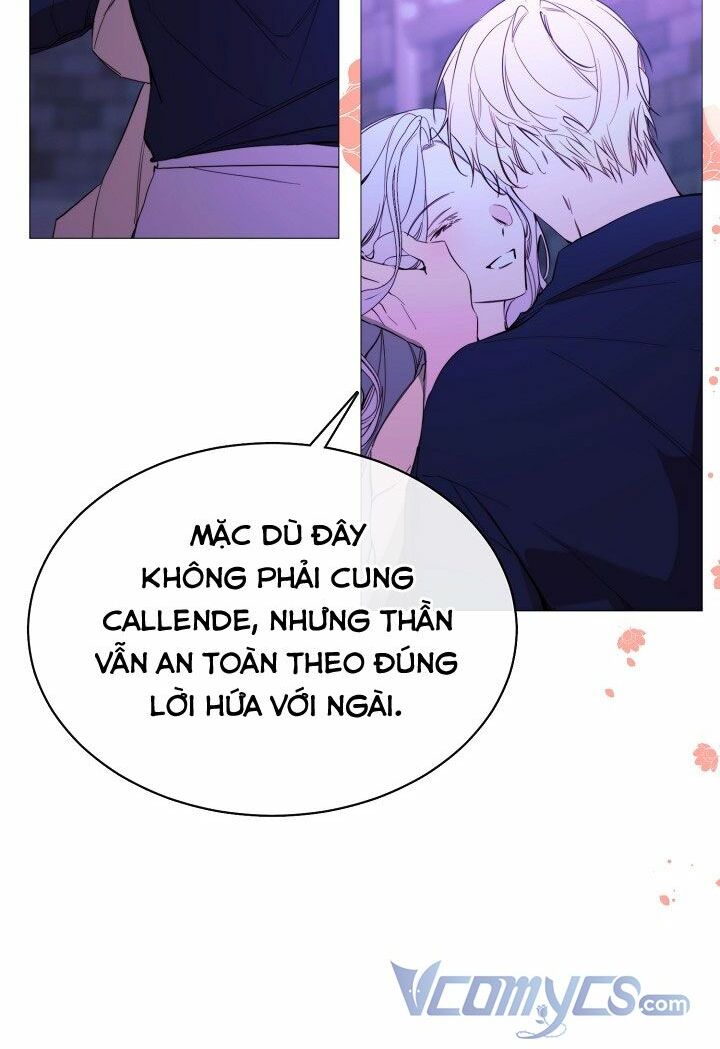 MẶC DÙ ĐÂY
KHÔNG PHẢI CUNG
CALLENDE, NHƯNG THẦN
VẪN AN TOÀN THEO ĐÚNG
LỜI HỨA VỚI NGÀI.
VCOMYCS.com